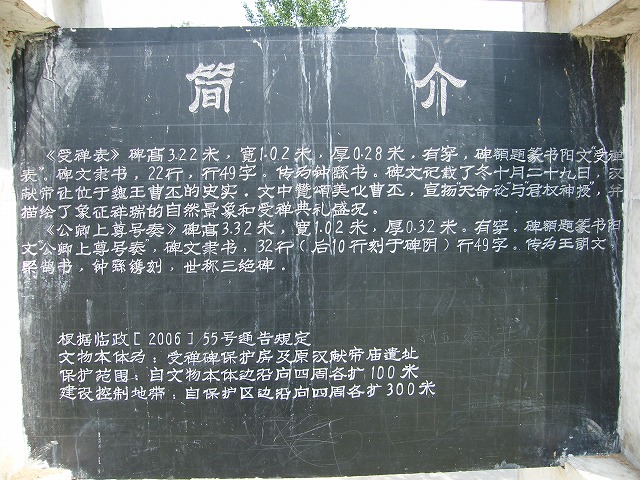 简 介
《受禅表》碑高3.22米，宽1.02米，厚0.28米，有穿，碑额题篆书阳文“受禅
表”。碑文隶书，22行，行49字。传为钟繇书。碑文记载了冬十月二十九日，汉
献帝让位于魏王曹丕的史实。文中赞颂美化曹丕，宣扬“天命论”与“君权神授”，并
描绘了象征祥瑞的自然景象和受禅典礼盛况。
《公卿上尊号奏》碑高3.32米，宽1.02米，厚0.32米。有穿。碑额题篆书阳
文“公卿上尊号奏”，碑文隶书，32行（后10行刻于碑阴）行49字。传为王朗文，
梁鹄书，钟繇镌刻，世称三绝碑．
根据临政［2006］55号通告规定
文物本体为：受禅碑保护房及原汉献帝庙遗址
保护范围：自文物本体边沿向四周各扩100米
建设控制地带：自保护区边沿向四周各扩300米